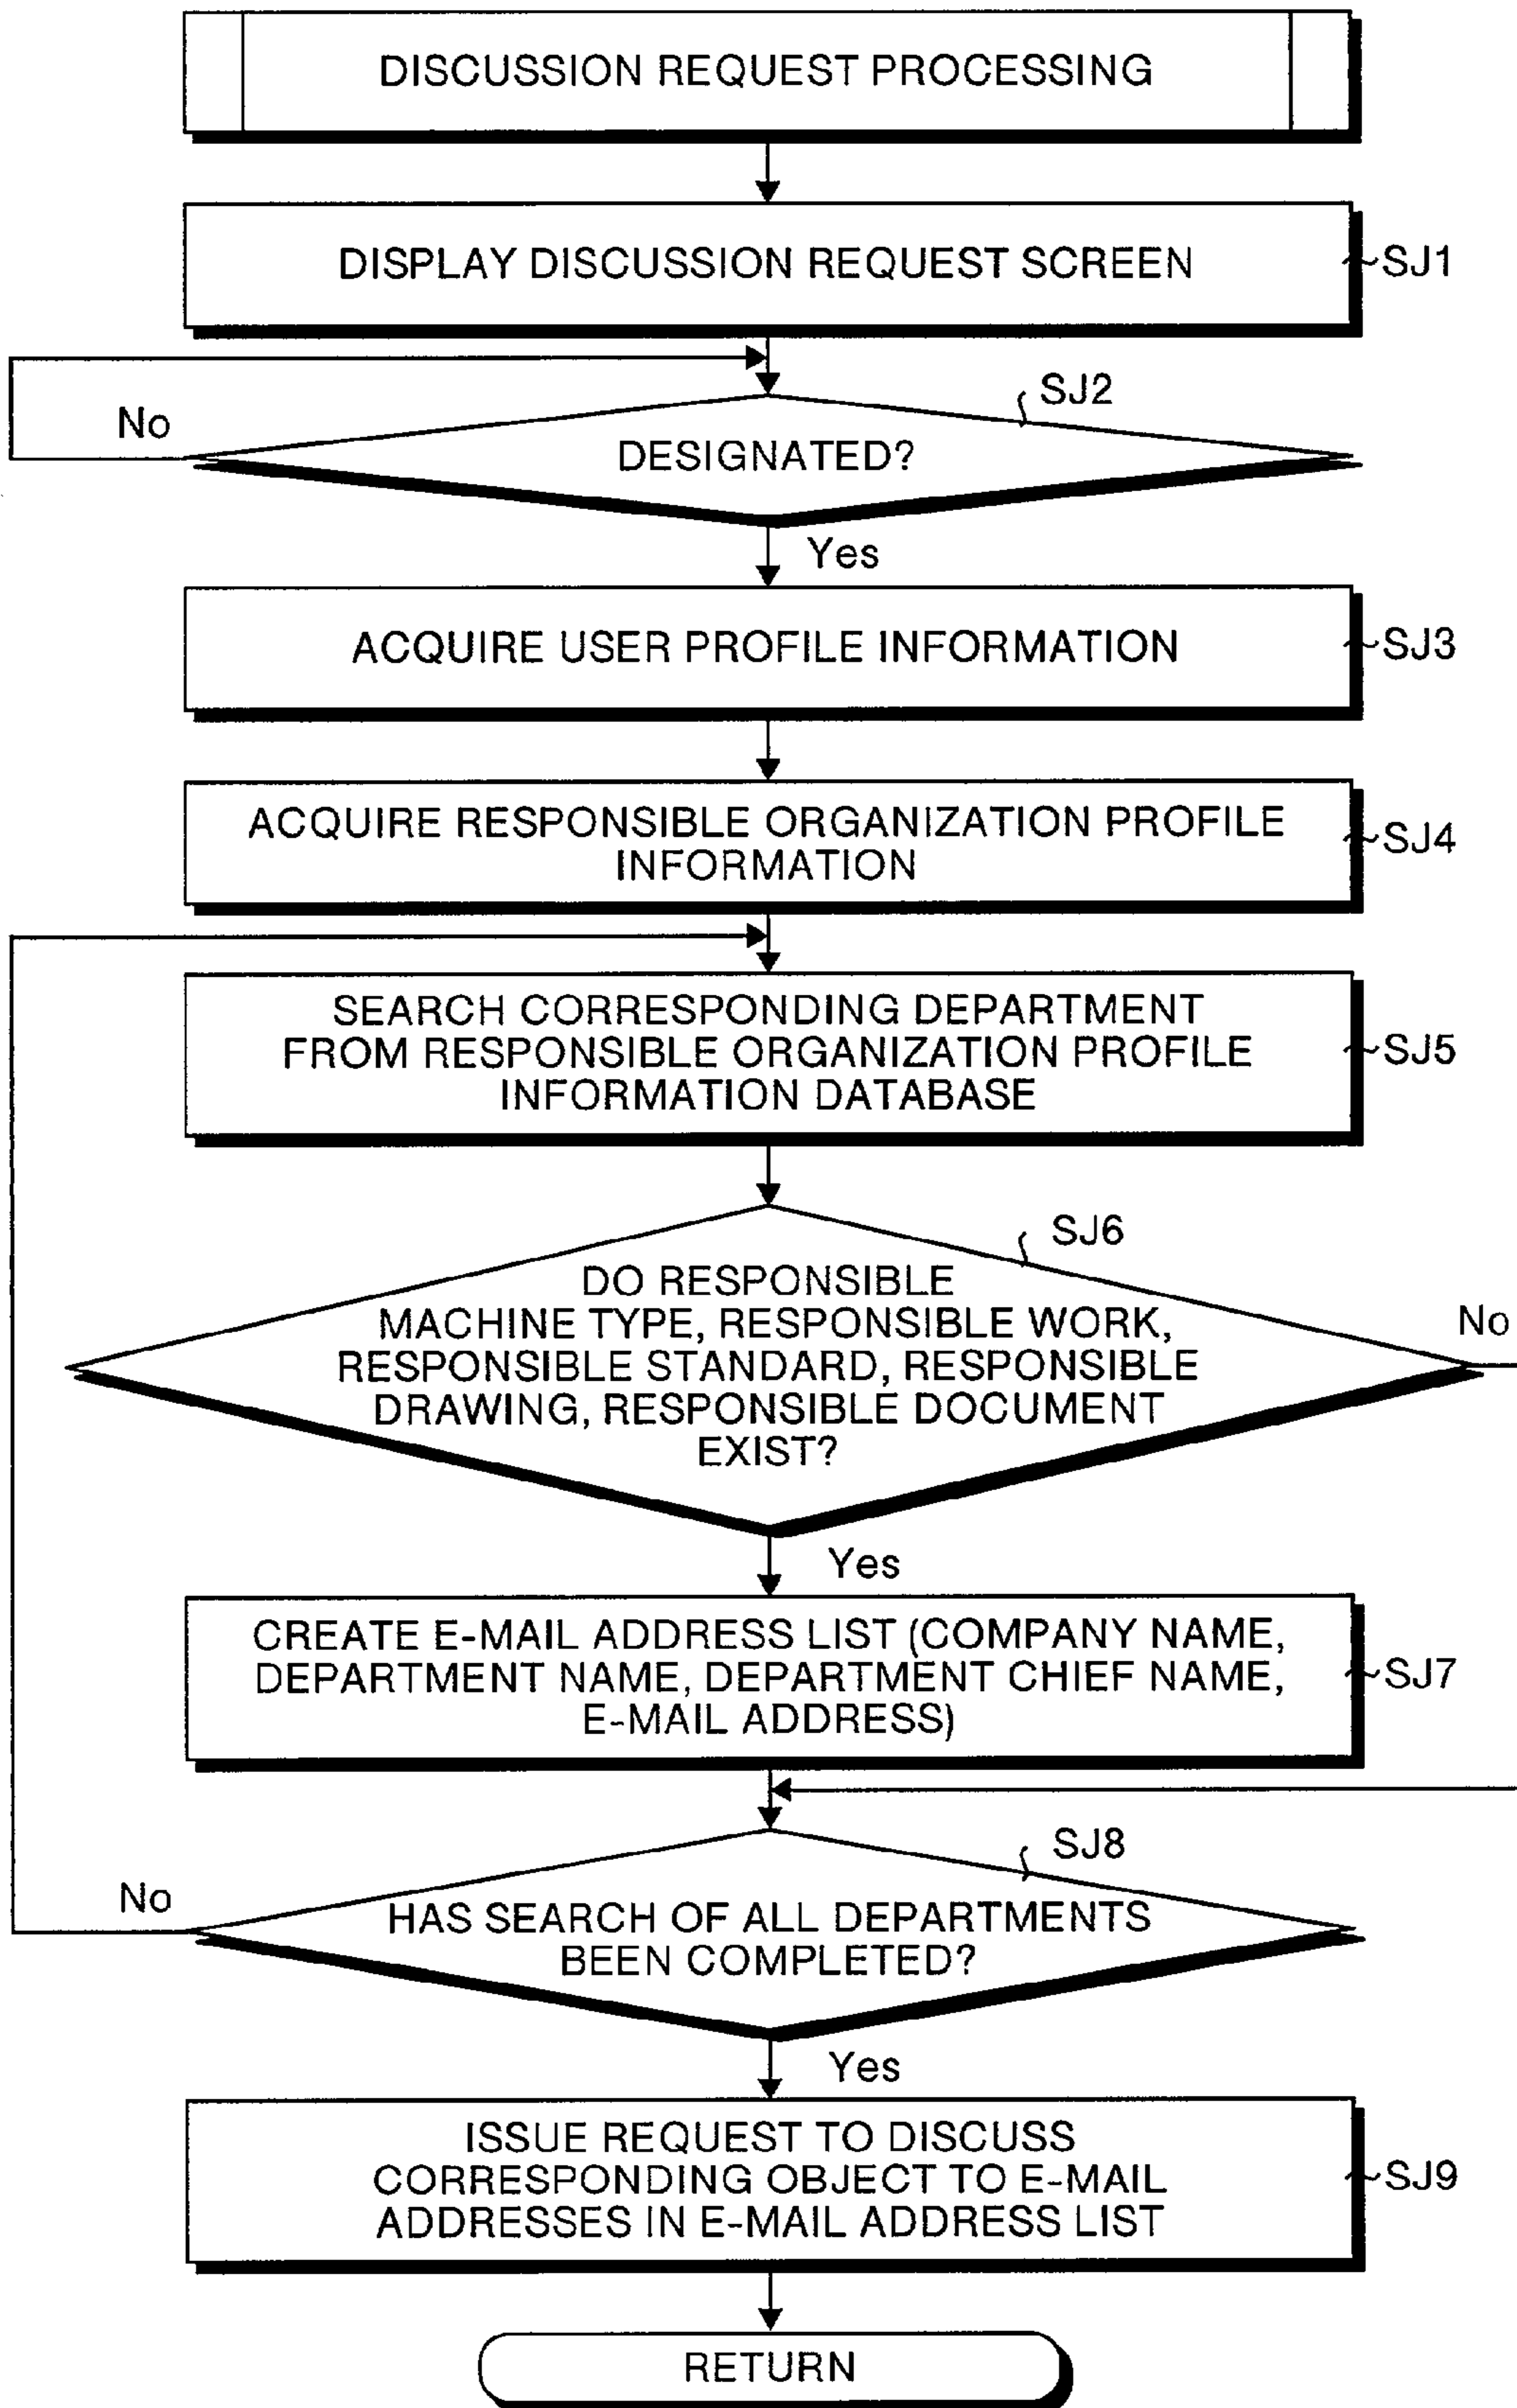 DISCUSSION REQUEST PROCESSING
DISPLAY DISCUSSION REQUEST SCREEN
SJ1
SJ2
No
DESIGNATED?
Yes
ACQUIRE USER PROFILE INFORMATION
SJ3
ACQUIRE RESPONSIBLE ORGANIZATION PROFILE
INFORMATION
SJ4
SEARCH CORRESPONDING DEPARTMENT
FROM RESPONSIBLE ORGANIZATION PROFILE
INFORMATION DATABASE
SJ5
SJ6
DO RESPONSIBLE
MACHINE TYPE, RESPONSIBLE WORK,
RESPONSIBLE STANDARD, RESPONSIBLE
DRAWING, RESPONSIBLE DOCUMENT
EXIST?
No
Yes
CREATE E-MAIL ADDRESS LIST (COMPANY NAME,
DEPARTMENT NAME, DEPARTMENT CHIEF NAME,
E-MAIL ADDRESS)
SJ7
SJ8
No
HAS SEARCH OF ALL DEPARTMENTS
BEEN COMPLETED?
Yes
ISSUE REQUEST TO DISCUSS
CORRESPONDING OBJECT TO E-MAIL
ADDRESSES IN E-MAIL ADDRESS LIST
SJ9
RETURN